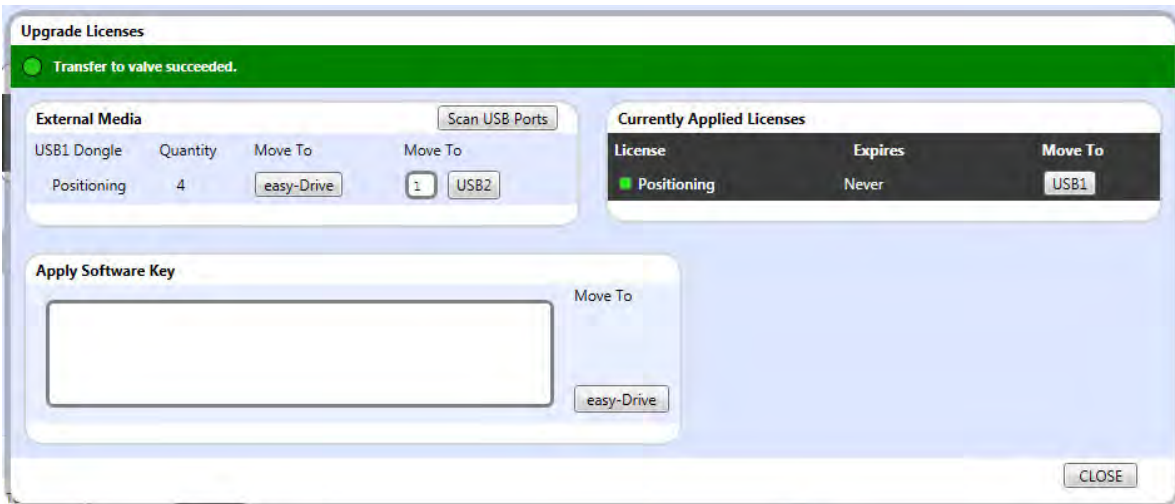 Upgrade Licenses
Transfer to valve succeeded.
External Media
Scan USB Ports
USB1 Dongle Quantity Move To Move To
Positioning 4 easy-Drive 1 USB2
Currently Applied Licenses
License Expires Move To
Positioning Never USB1
Apply Software Key
Move To
easy-Drive
CLOSE